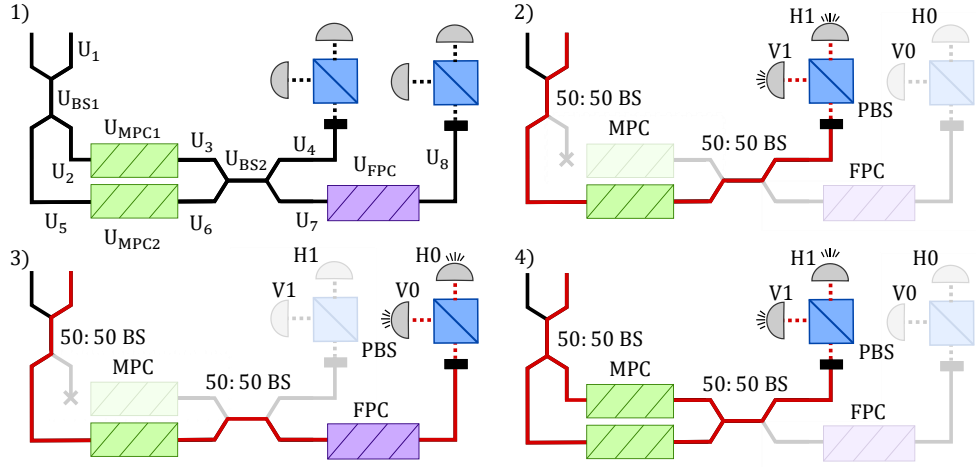 1)
U1
UBS1
UMPC1
U2
U3
UBS2
U4
UFPC
U8
U5
UMPC2
U6
U7
2)
H1
H0
V1
V0
50: 50 BS
PBS
MPC
50: 50 BS
FPC
3)
H1
H0
V1
V0
50: 50 BS
PBS
MPC
50: 50 BS
FPC
4)
H1
H0
V1
V0
50: 50 BS
PBS
MPC
50: 50 BS
FPC